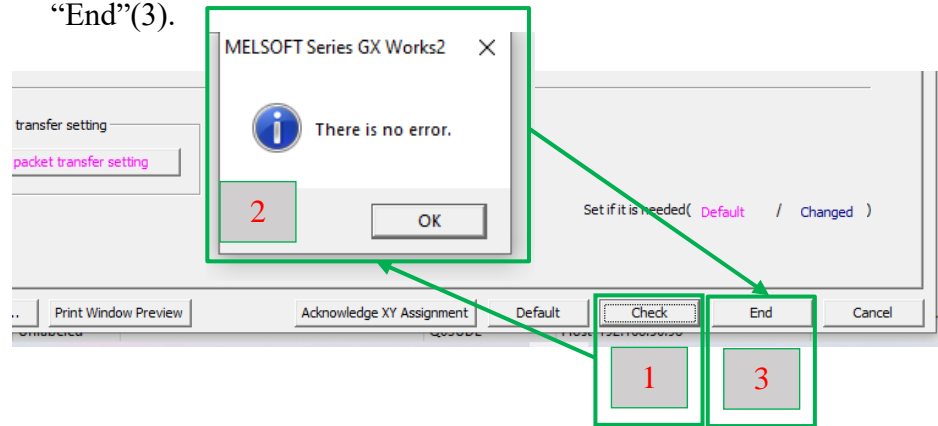 “End”(3).
MELSOFT Series GX Works2
transfer setting
There is no error.
packet transfer setting
2
OK
Set if it is needed( Default / Changed )
.. Print Window Preview Acknowledge XY Assignment Default Check End Cancel
1
3